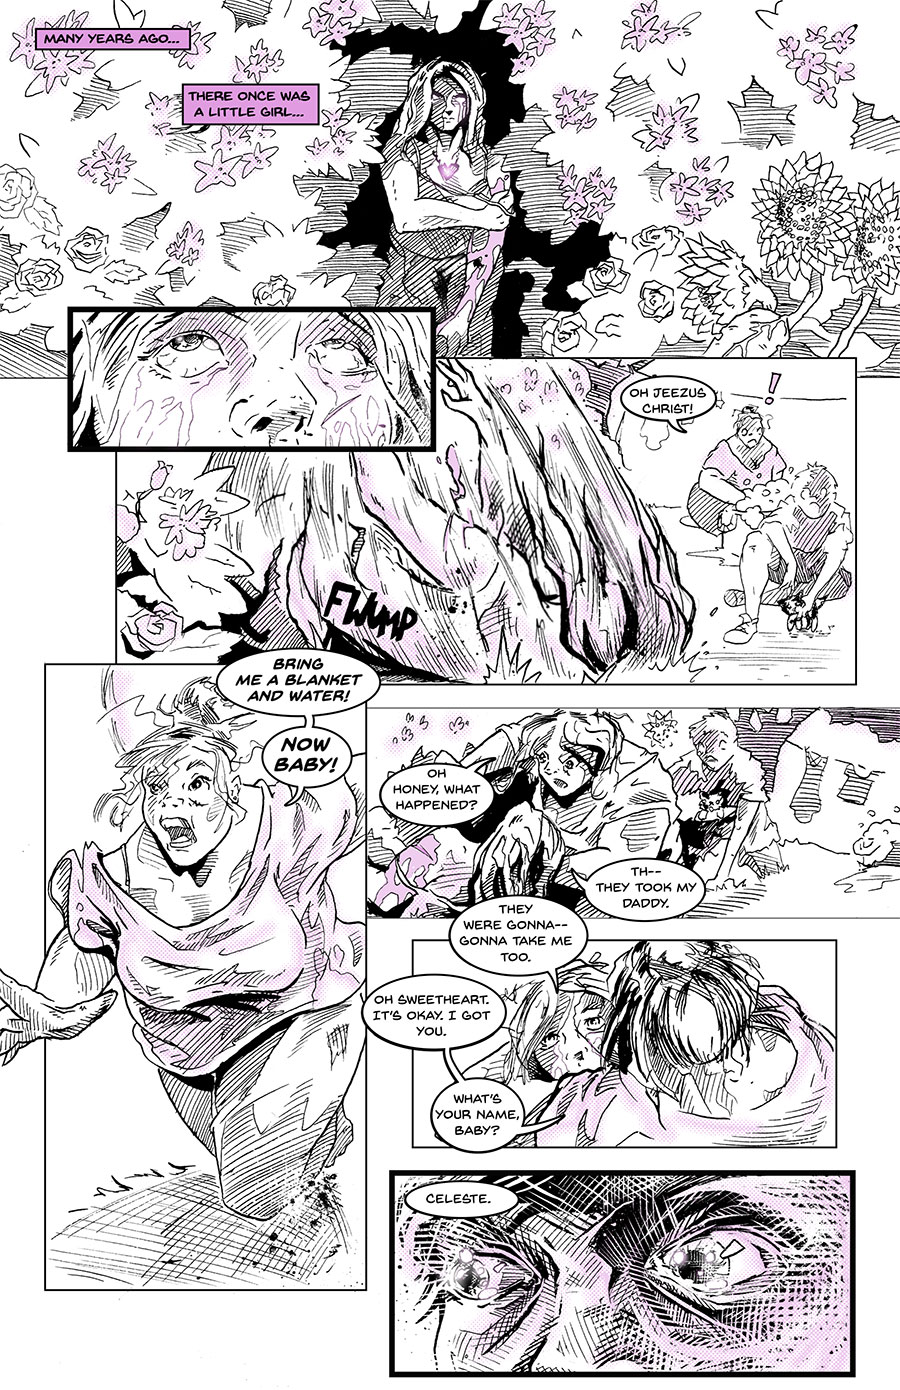 MANY YEARS AGO...
THERE ONCE WAS
A LITTLE GIRL...
OH JEEZUS
CHRIST!
!
FWUMP
BRING
ME A BLANKET
AND WATER!
NOW
BABY!
OH
HONEY, WHAT
HAPPENED?
TH--
THEY TOOK MY
DADDY.
THEY
WERE GONNA--
GONNA TAKE ME
TOO.
OH SWEETHEART.
IT'S OKAY. I GOT
YOU.
WHAT'S
YOUR NAME,
BABY?
CELESTE.